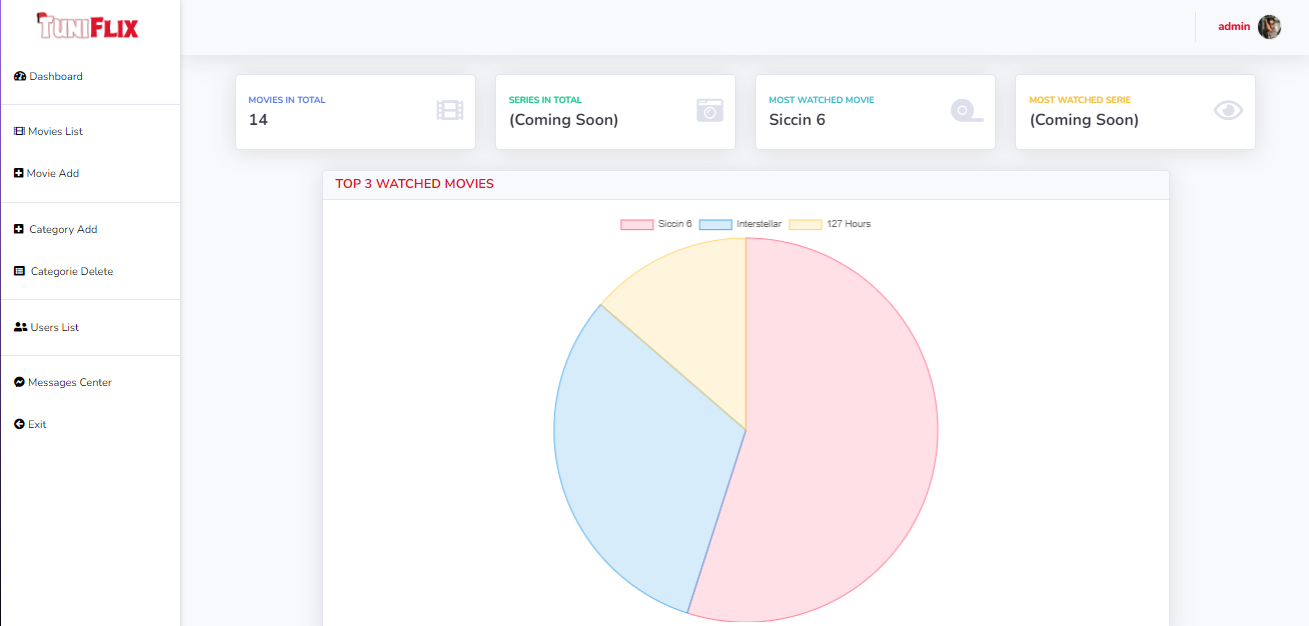 TUNIFLIX
admin
Dashboard
Movies List
Movie Add
Category Add
Categorie Delete
Users List
Messages Center
Exit
MOVIES IN TOTAL
14
SERIES IN TOTAL
(Coming Soon)
MOST WATCHED MOVIE
Siccin 6
MOST WATCHED SERIE
(Coming Soon)
TOP 3 WATCHED MOVIES
Siccin 6 Interstellar 127 Hours